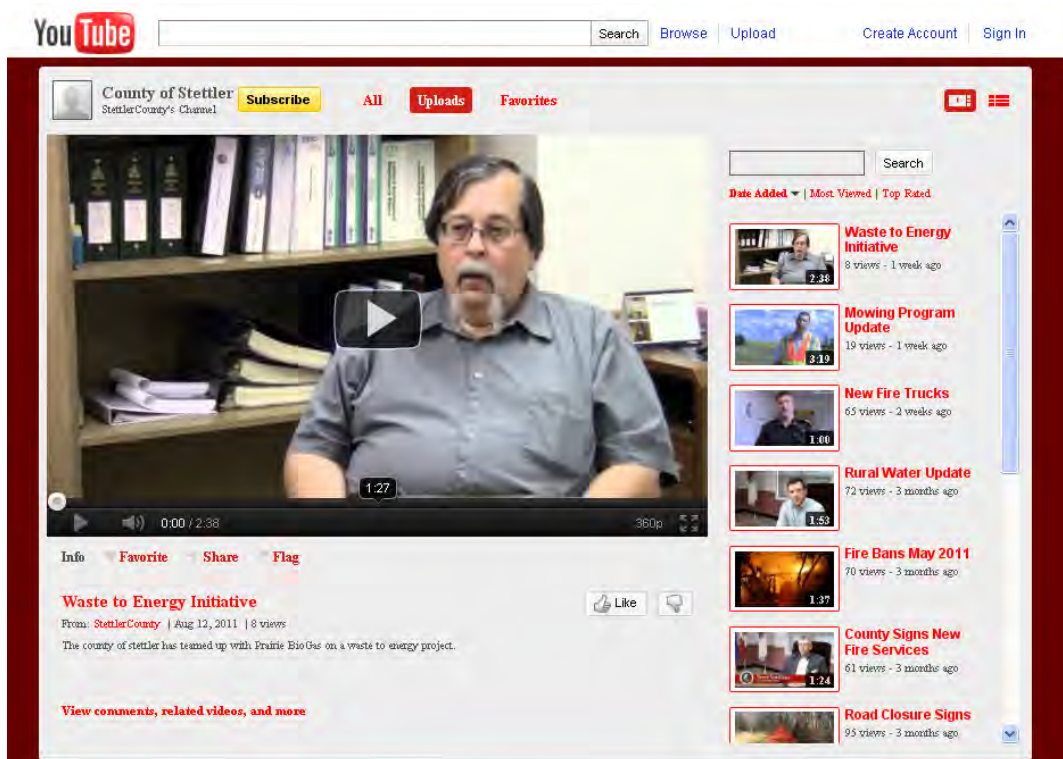 YouTube
Search Browse Upload Create Account Sign In
County of Stettler
StettlerCounty's Channel
Subscribe
All Uploads Favorites
1:27
0:00 / 2:38 360p
Info Favorite Share Flag
Waste to Energy Initiative
From: StettlerCounty | Aug 12, 2011 | 8 views
The county of stettler has teamed up with Prairie BioGas on a waste to energy project.
Like
View comments, related videos, and more
Search
Date Added | Most Viewed | Top Rated
Waste to Energy
Initiative
8 views - 1 week ago
2:38
Mowing Program
Update
19 views - 1 week ago
3:19
New Fire Trucks
65 views - 2 weeks ago
1:00
Rural Water Update
72 views - 3 months ago
1:53
Fire Bans May 2011
70 views - 3 months ago
1:37
County Signs New
Fire Services
61 views - 3 months ago
1:24
Road Closure Signs
95 views - 3 months ago